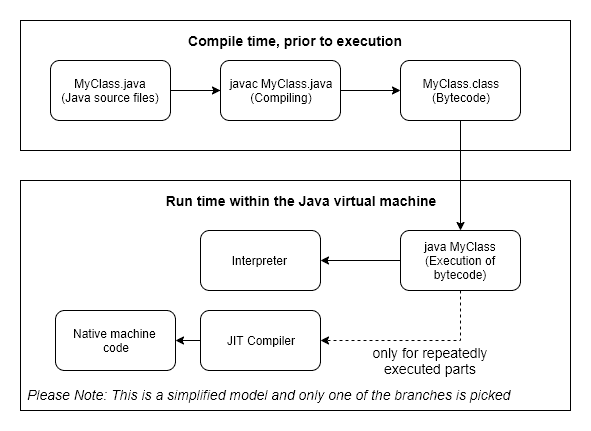 Compile time, prior to execution
MyClass.java
(Java source files)
javac MyClass.java
(Compiling)
MyClass.class
(Bytecode)
Run time within the Java virtual machine
Interpreter
java MyClass
(Execution of
bytecode)
Native machine
code
JIT Compiler
only for repeatedly
executed parts
Please Note: This is a simplified model and only one of the branches is picked